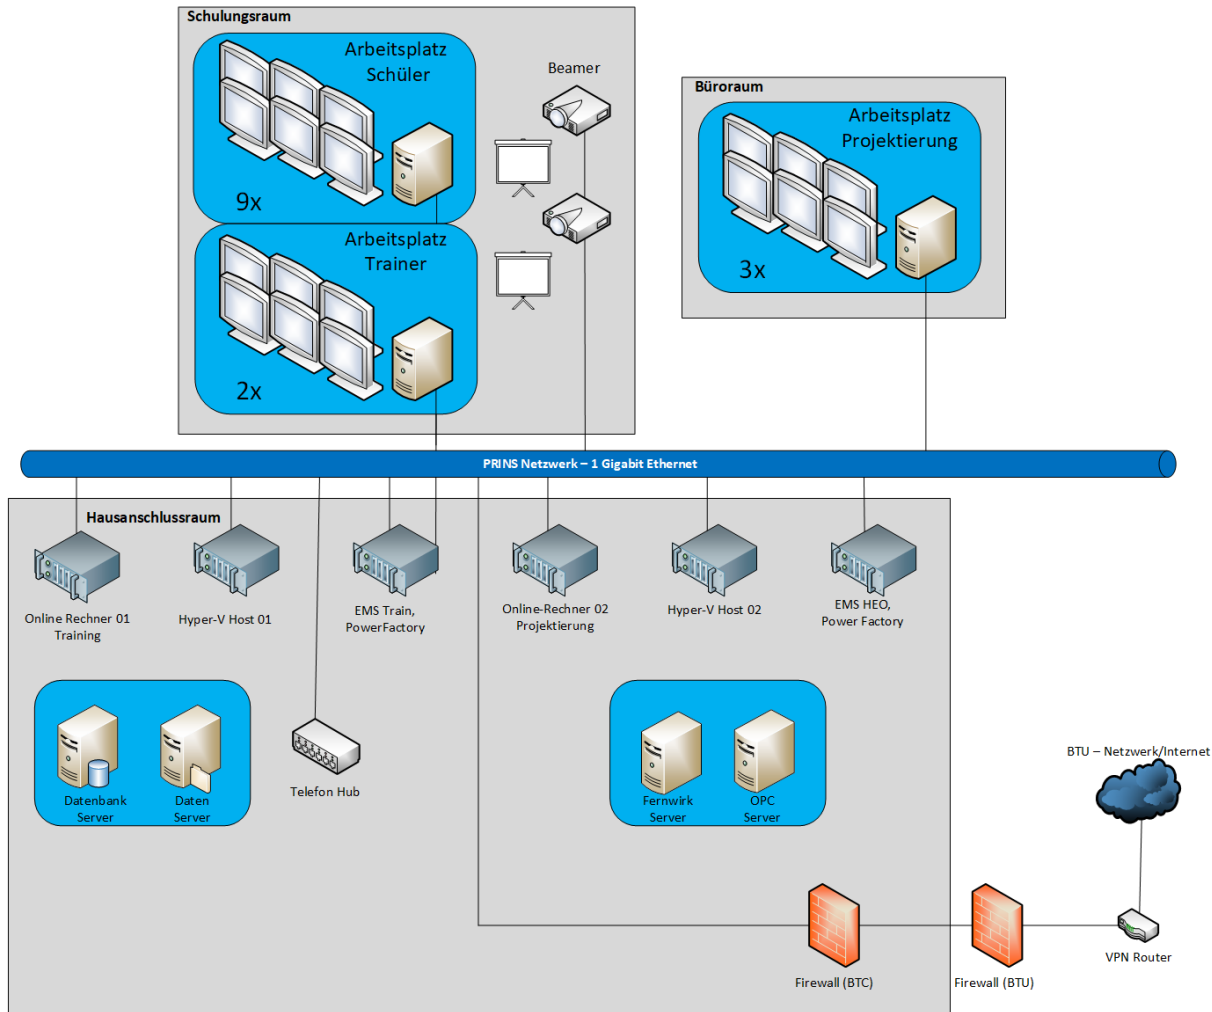 Schulungsraum
Arbeitsplatz
Schüler
9x
Beamer
Arbeitsplatz
Trainer
2x
Büroraum
Arbeitsplatz
Projektierung
3x
PRINS Netzwerk – 1 Gigabit Ethernet
Hausanschlussraum
Online Rechner 01
Training
Hyper-V Host 01
EMS Train,
PowerFactory
Online-Rechner 02
Projektierung
Hyper-V Host 02
EMS HEO,
Power Factory
Datenbank
Server
Daten
Server
Telefon Hub
Fernwirk
Server
OPC
Server
BTU – Netzwerk/Internet
Firewall (BTC)
Firewall (BTU)
VPN Router